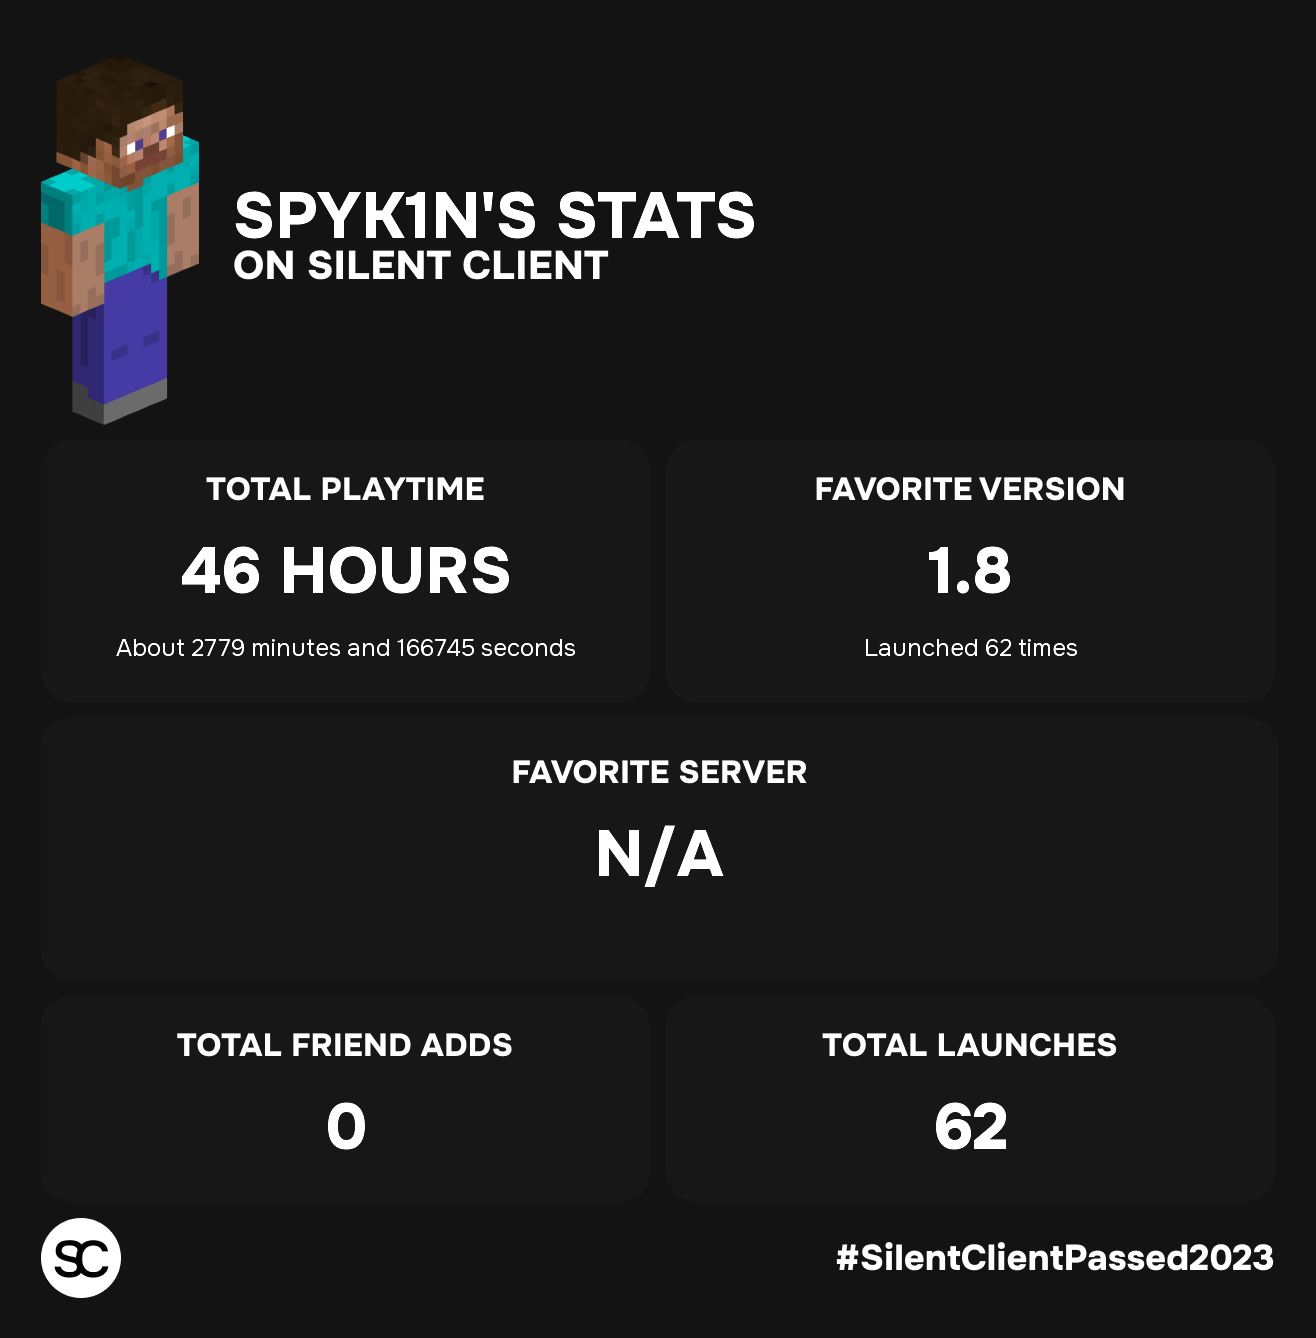 SPYK1N'S STATS
ON SILENT CLIENT
TOTAL PLAYTIME
46 HOURS
About 2779 minutes and 166745 seconds
FAVORITE VERSION
1.8
Launched 62 times
FAVORITE SERVER
N/A
TOTAL FRIEND ADDS
0
TOTAL LAUNCHES
62
SC
#SilentClientPassed2023